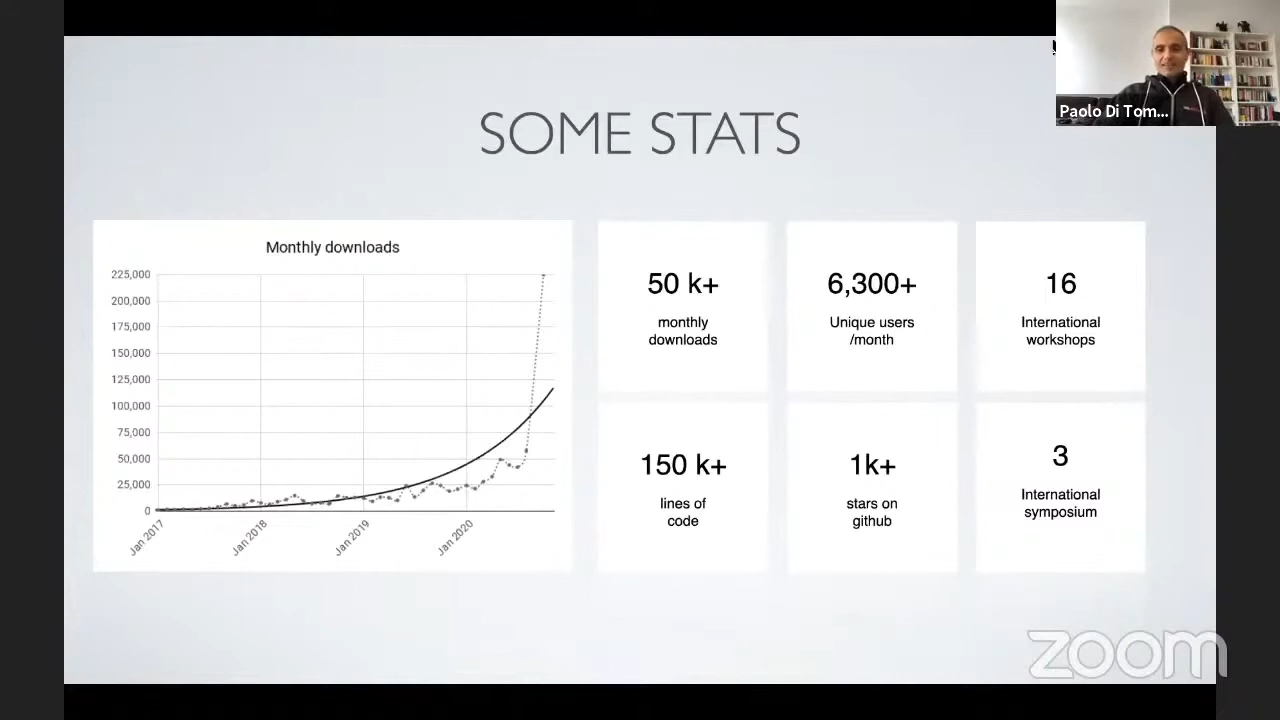 Paolo Di Tom...
SOME STATS
Monthly downloads
225,000
200,000
175,000
150,000
125,000
100,000
75,000
50,000
25,000
0
Jan 2017
Jan 2018
Jan 2019
Jan 2020
50 k+
monthly
downloads
6,300+
Unique users
/month
16
International
workshops
150 k+
lines of
code
1k+
stars on
github
3
International
symposium
zoom